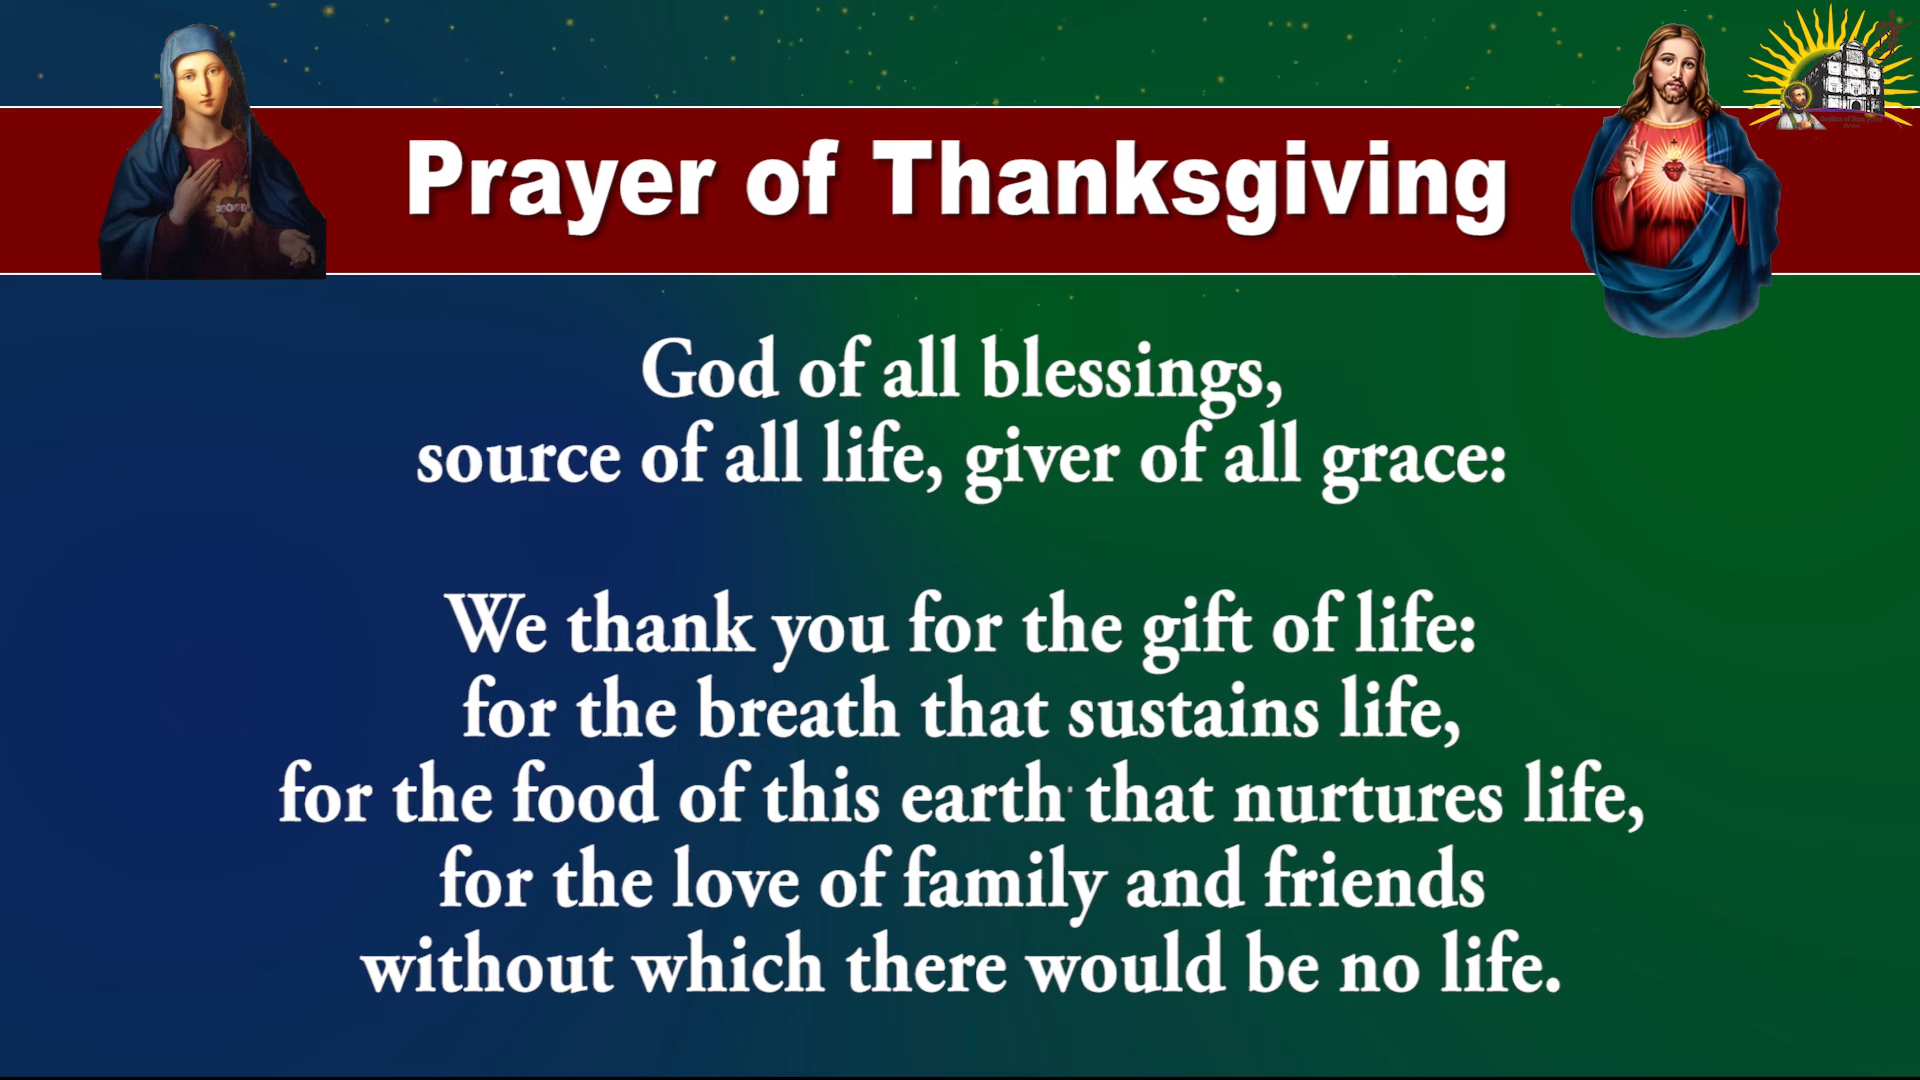 Prayer of Thanksgiving
God of all blessings,
source of all life, giver of all grace:
We thank you for the gift of life:
for the breath that sustains life,
for the food of this earth that nurtures life,
for the love of family and friends
without which there would be no life.